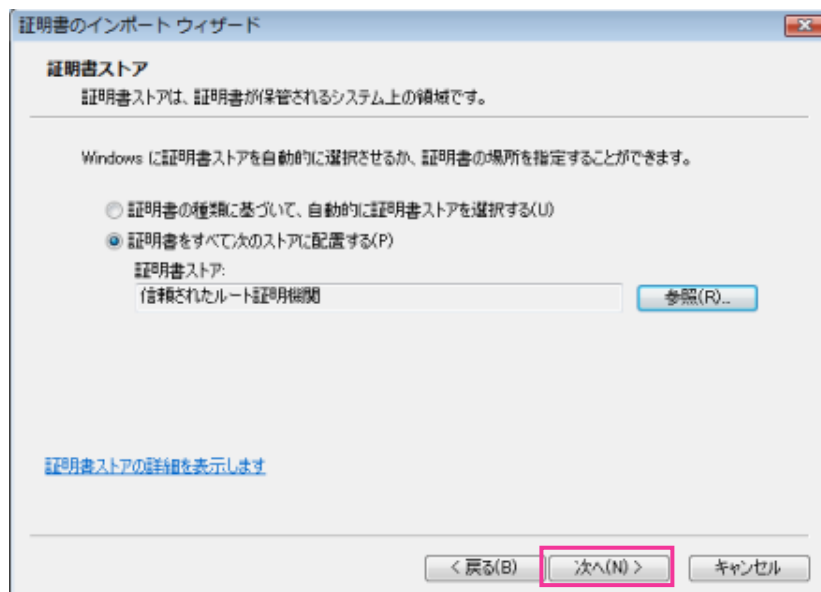 証明書のインポート ウィザード
証明書ストア
証明書ストアは、証明書が保管されるシステム上の領域です。
Windows に証明書ストアを自動的に選択させるか、証明書の場所を指定することができます。
証明書の種類に基づいて、自動的に証明書ストアを選択する(U)
証明書をすべて次のストアに配置する(P)
証明書ストア:
信頼されたルート証明機関 参照(R)...
証明書ストアの詳細を表示します
< 戻る(B) 次へ(N) > キャンセル